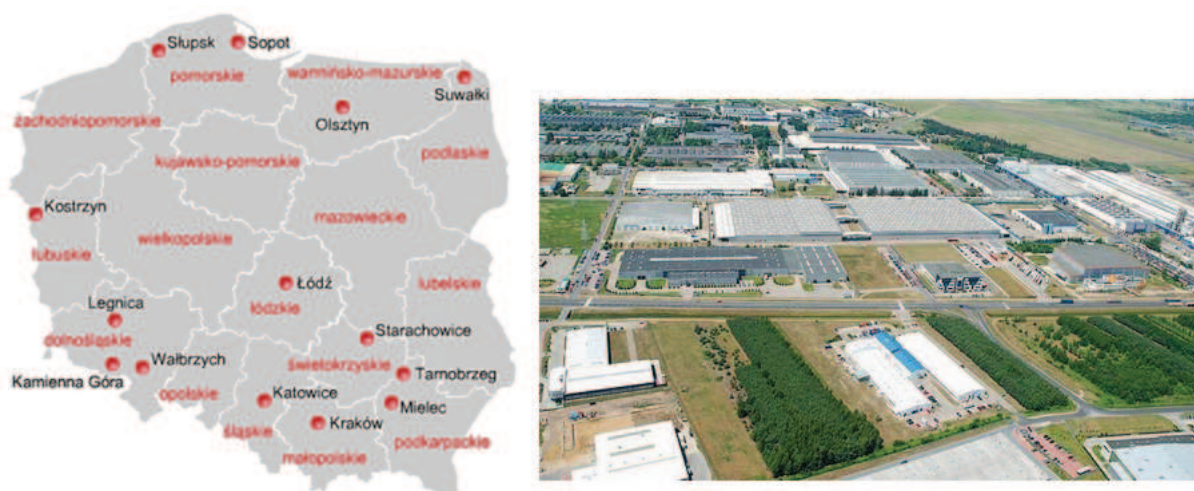 Słupsk
Sopot
pomorskie
warmińsko-mazurskie
Suwałki
Olsztyn
zachodniopomorskie
podlaskie
kujawsko-pomorskie
Kostrzyn
mazowieckie
wielkopolskie
lubuskie
Łódź
lubelskie
Legnica
łódzkie
Starachowice
dolnośląskie
Wałbrzych
świetokrzyskie
Kamienna Góra
Tarnobrzeg
opolskie
Katowice
Mielec
Kraków
śląskie
podkarpackie
małopolskie